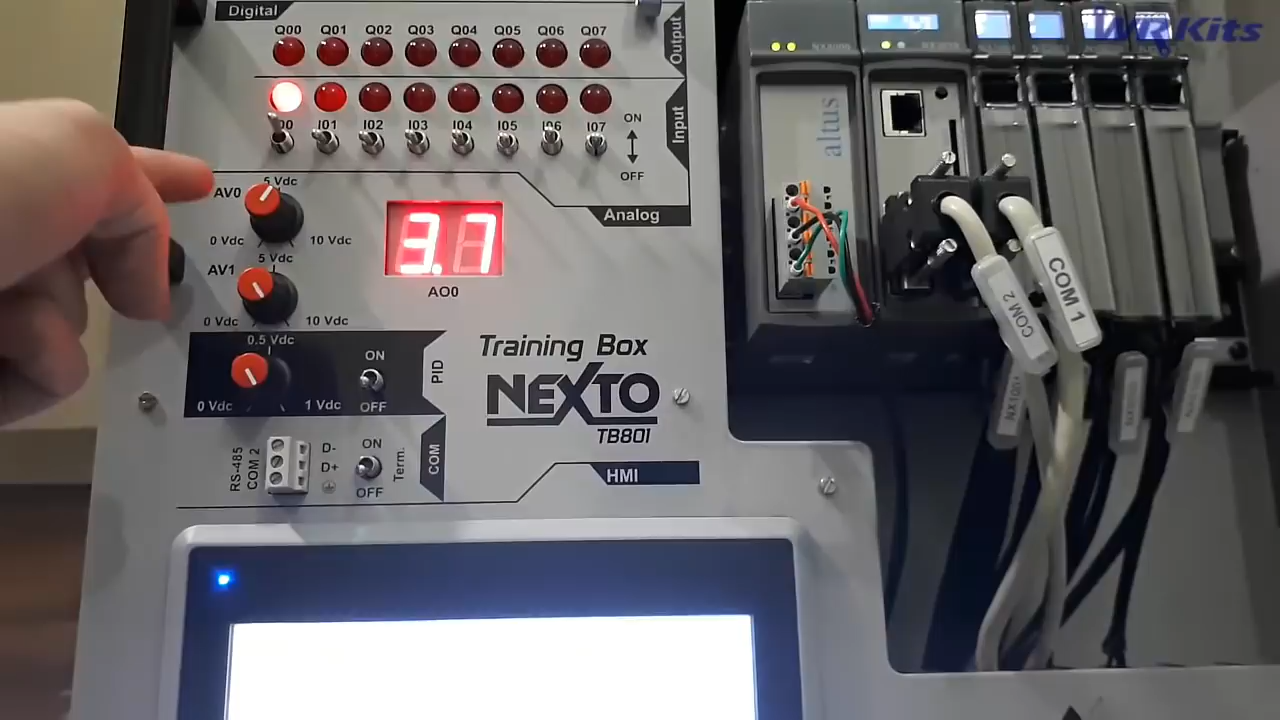 Digital
Q00 Q01 Q02 Q03 Q04 Q05 Q06 Q07
Output
I01 I02 I03 I04 I05 I06 I07
Input
ON
OFF
AV0
5 Vdc
0 Vdc
10 Vdc
Analog
3.7
AO0
AV1
5 Vdc
0 Vdc
10 Vdc
0.5 Vdc
0 Vdc
1 Vdc
ON
OFF
PID
Training Box
NEXTO
TB801
RS-485
COM 2
D-
D+
ON
OFF
Term.
COM
HMI
altus
COM 2
COM 1
WRKits